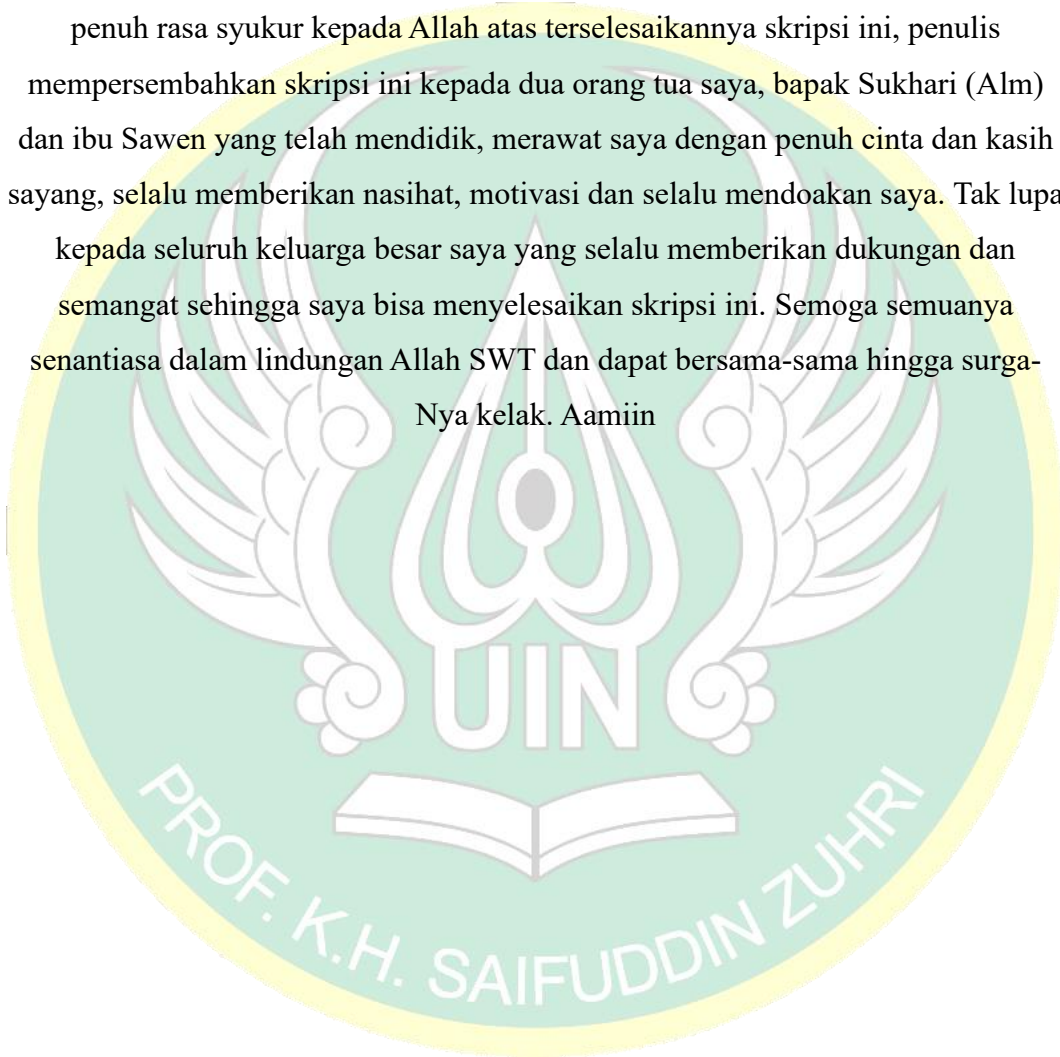 penuh rasa syukur kepada Allah atas terselesaikannya skripsi ini, penulis
mempersembahkan skripsi ini kepada dua orang tua saya, bapak Sukhari (Alm)
dan ibu Sawen yang telah mendidik, merawat saya dengan penuh cinta dan kasih
sayang, selalu memberikan nasihat, motivasi dan selalu mendoakan saya. Tak lupa
kepada seluruh keluarga besar saya yang selalu memberikan dukungan dan
semangat sehingga saya bisa menyelesaikan skripsi ini. Semoga semuanya
senantiasa dalam lindungan Allah SWT dan dapat bersama-sama hingga surga-
Nya kelak. Aamiin
UIN
PROF. K.H. SAIFUDDIN ZUHRI